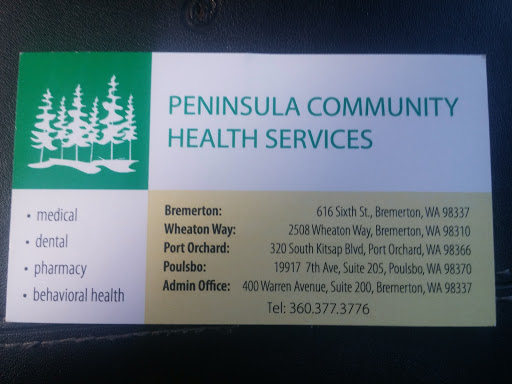 PENINSULA COMMUNITY
HEALTH SERVICES
• medical
• dental
• pharmacy
• behavioral health
Bremerton: 616 Sixth St., Bremerton, WA 98337
Wheaton Way: 2508 Wheaton Way, Bremerton, WA 98310
Port Orchard: 320 South Kitsap Blvd, Port Orchard, WA 98366
Poulsbo: 19917 7th Ave, Suite 205, Poulsbo, WA 98370
Admin Office: 400 Warren Avenue, Suite 200, Bremerton, WA 98337
Tel: 360.377.3776